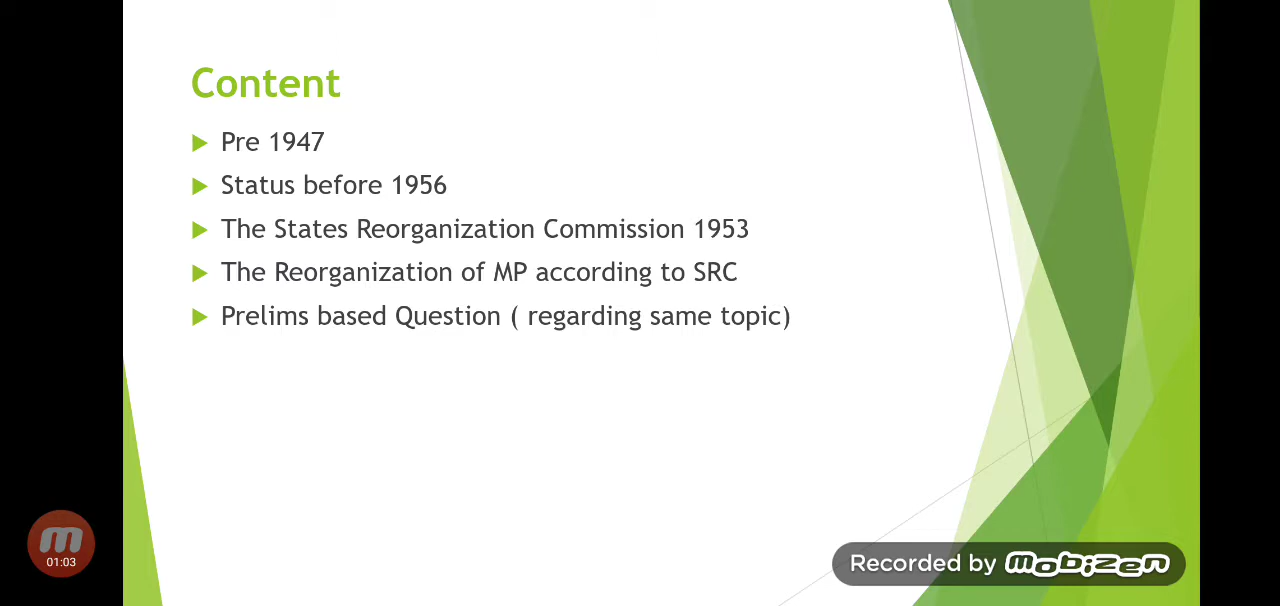 Content
Pre 1947
Status before 1956
The States Reorganization Commission 1953
The Reorganization of MP according to SRC
Prelims based Question ( regarding same topic)
m
01:03
Recorded by mobizen